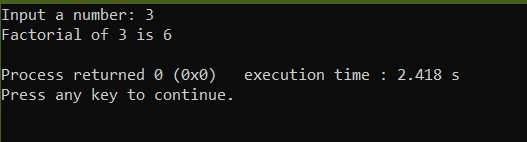 Input a number: 3
Factorial of 3 is 6
Process returned 0 (0x0)   execution time : 2.418 s
Press any key to continue.